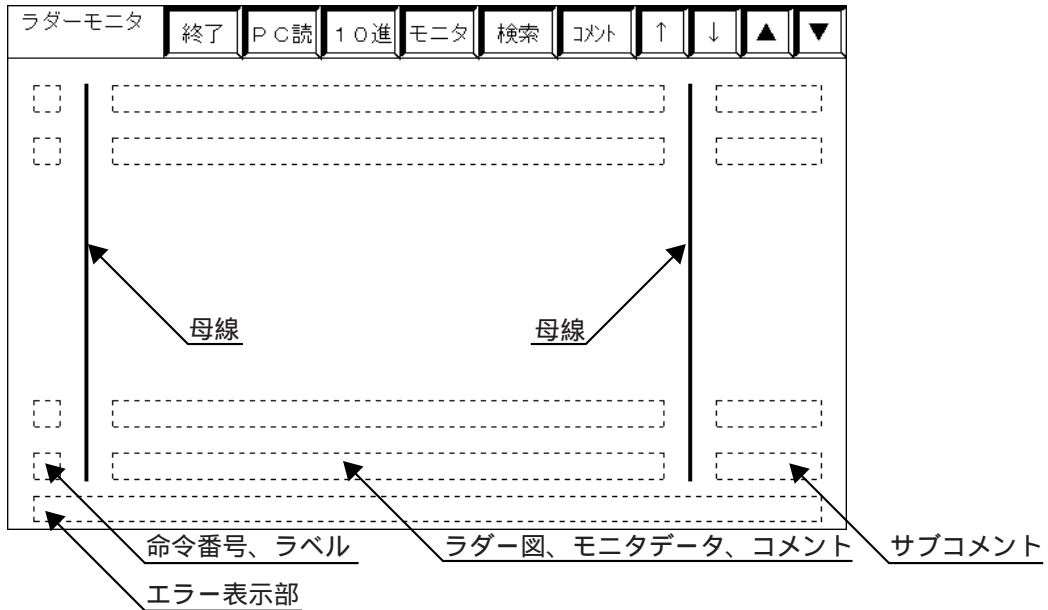 ラダーモニタ 終了 PC読 10進 モニタ 検索 コメント ↑ ↓ ▲ ▼
母線 母線
命令番号、ラベル ラダー図、モニタデータ、コメント サブコメント
エラー表示部